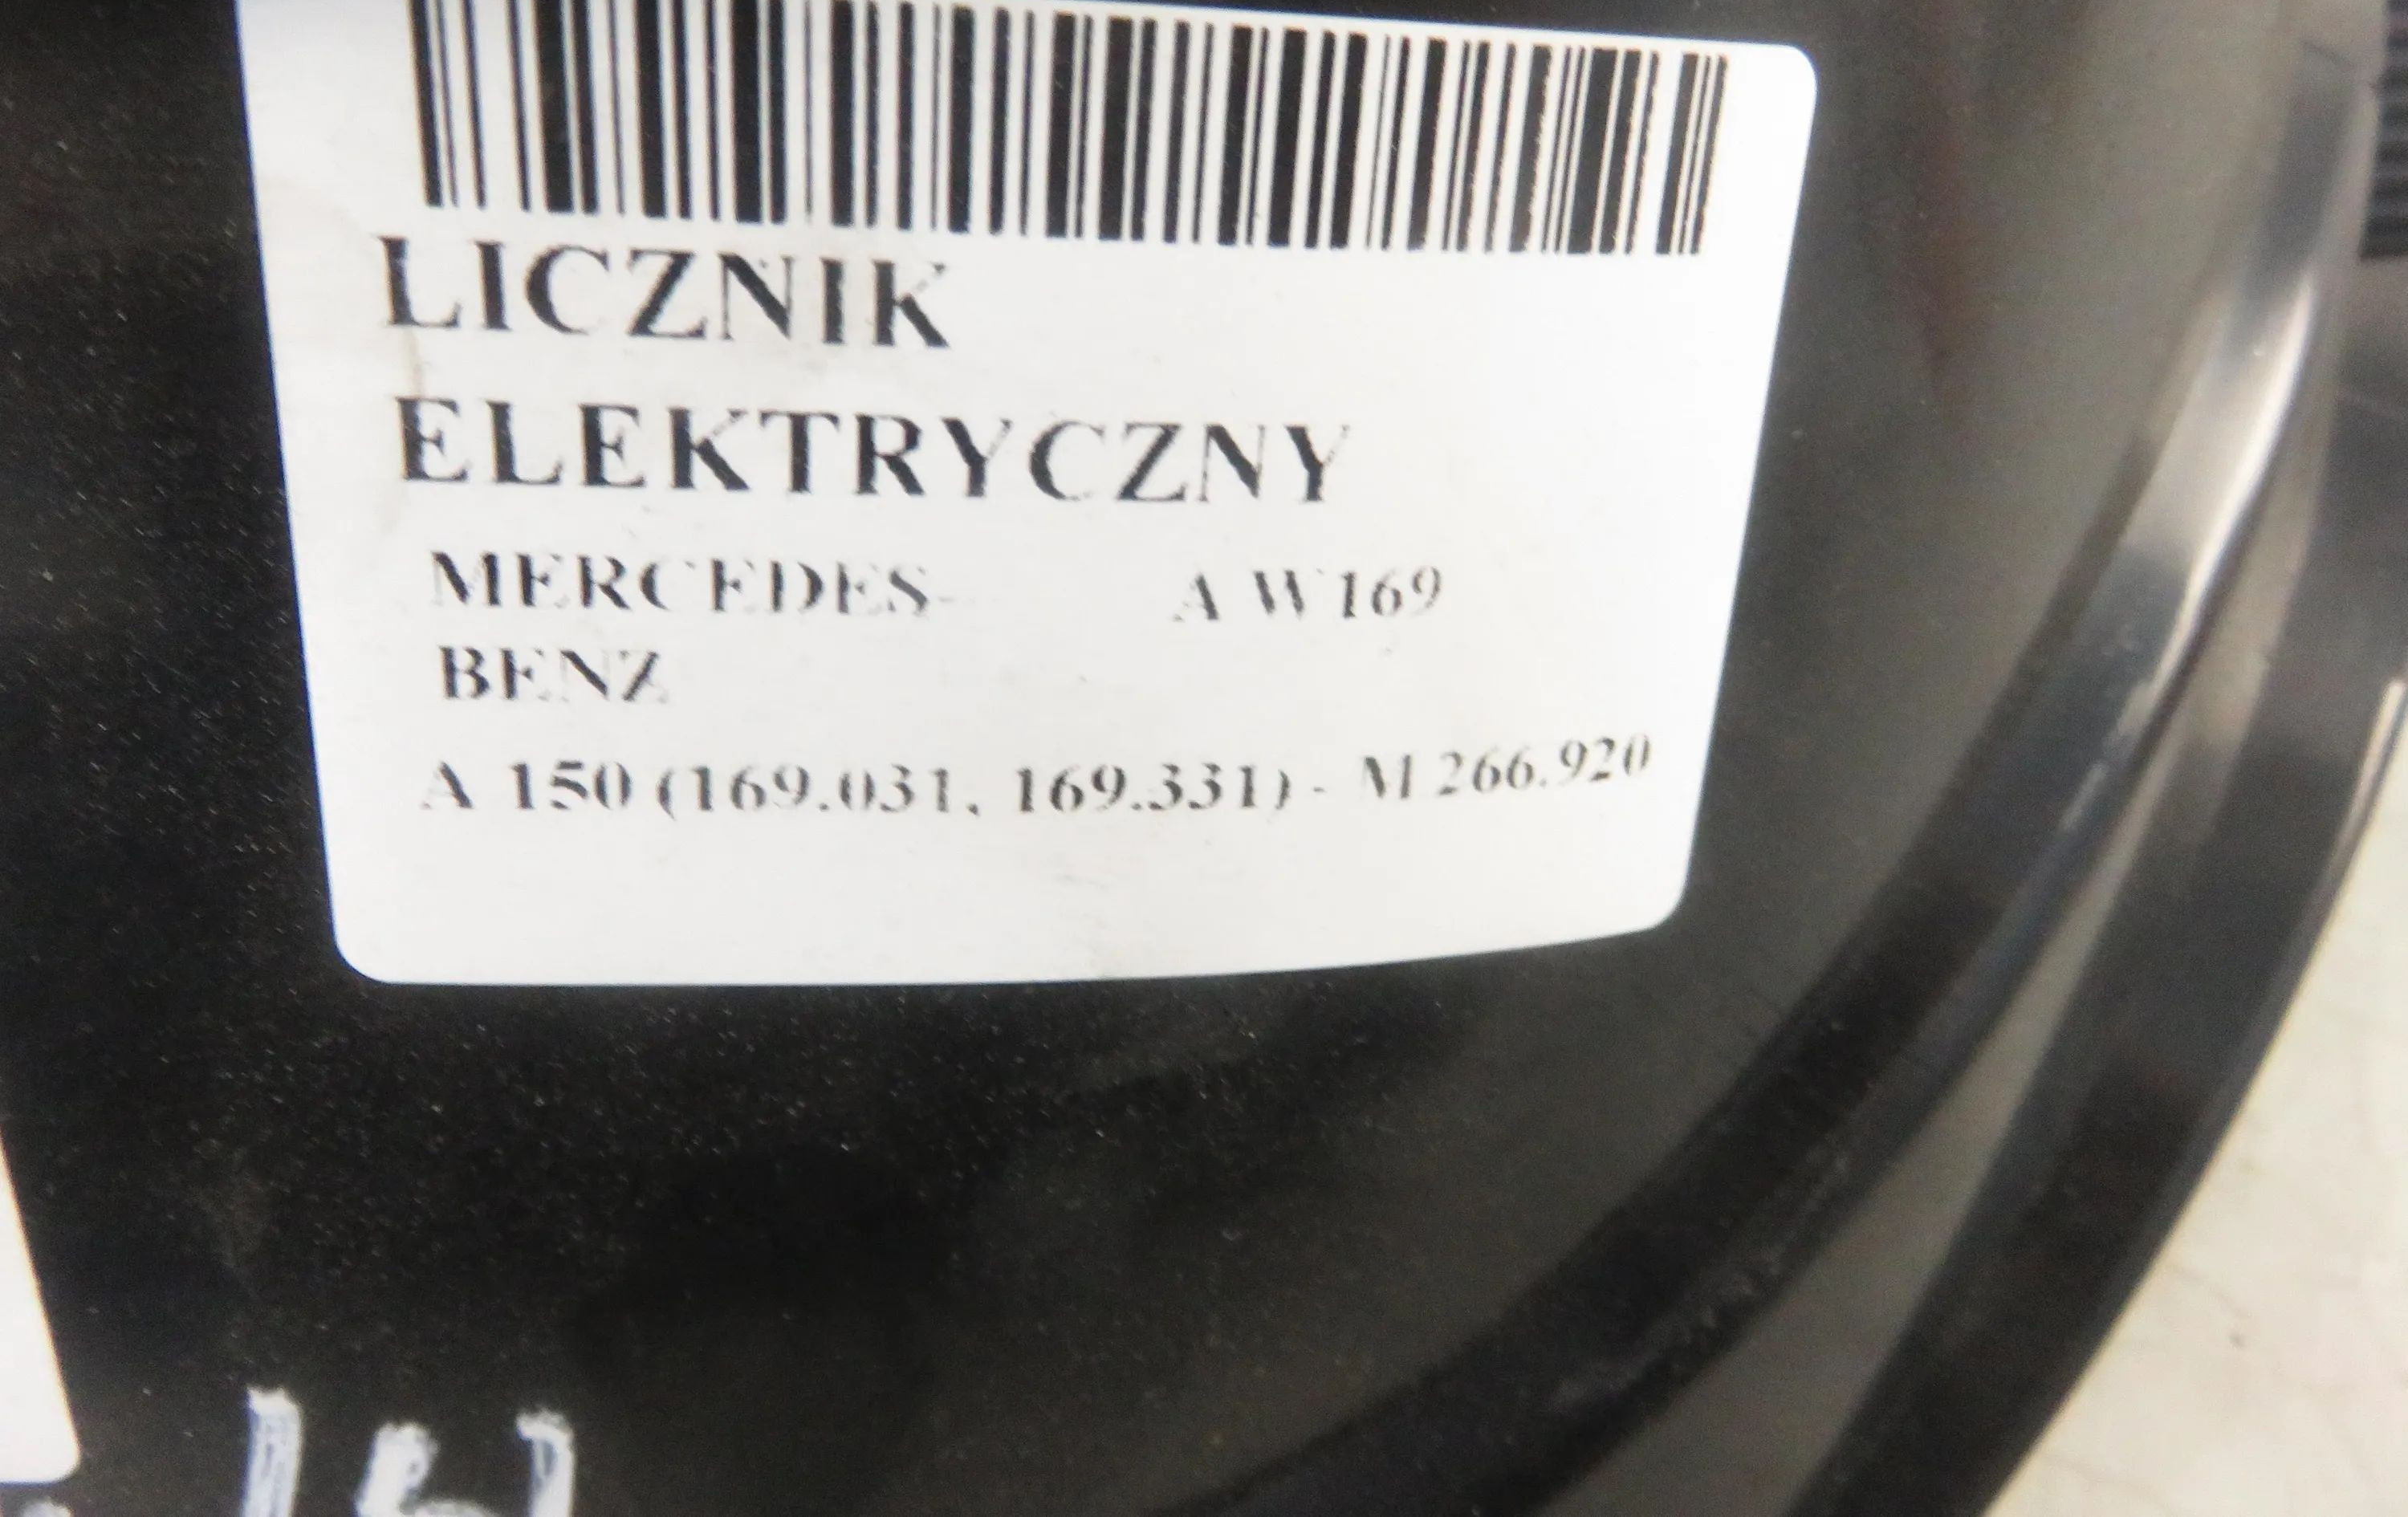 LICZNIK
ELEKTRYCZNY
MERCEDES- A W169
BENZ
A 150 (169.031, 169.331) - M 266.920